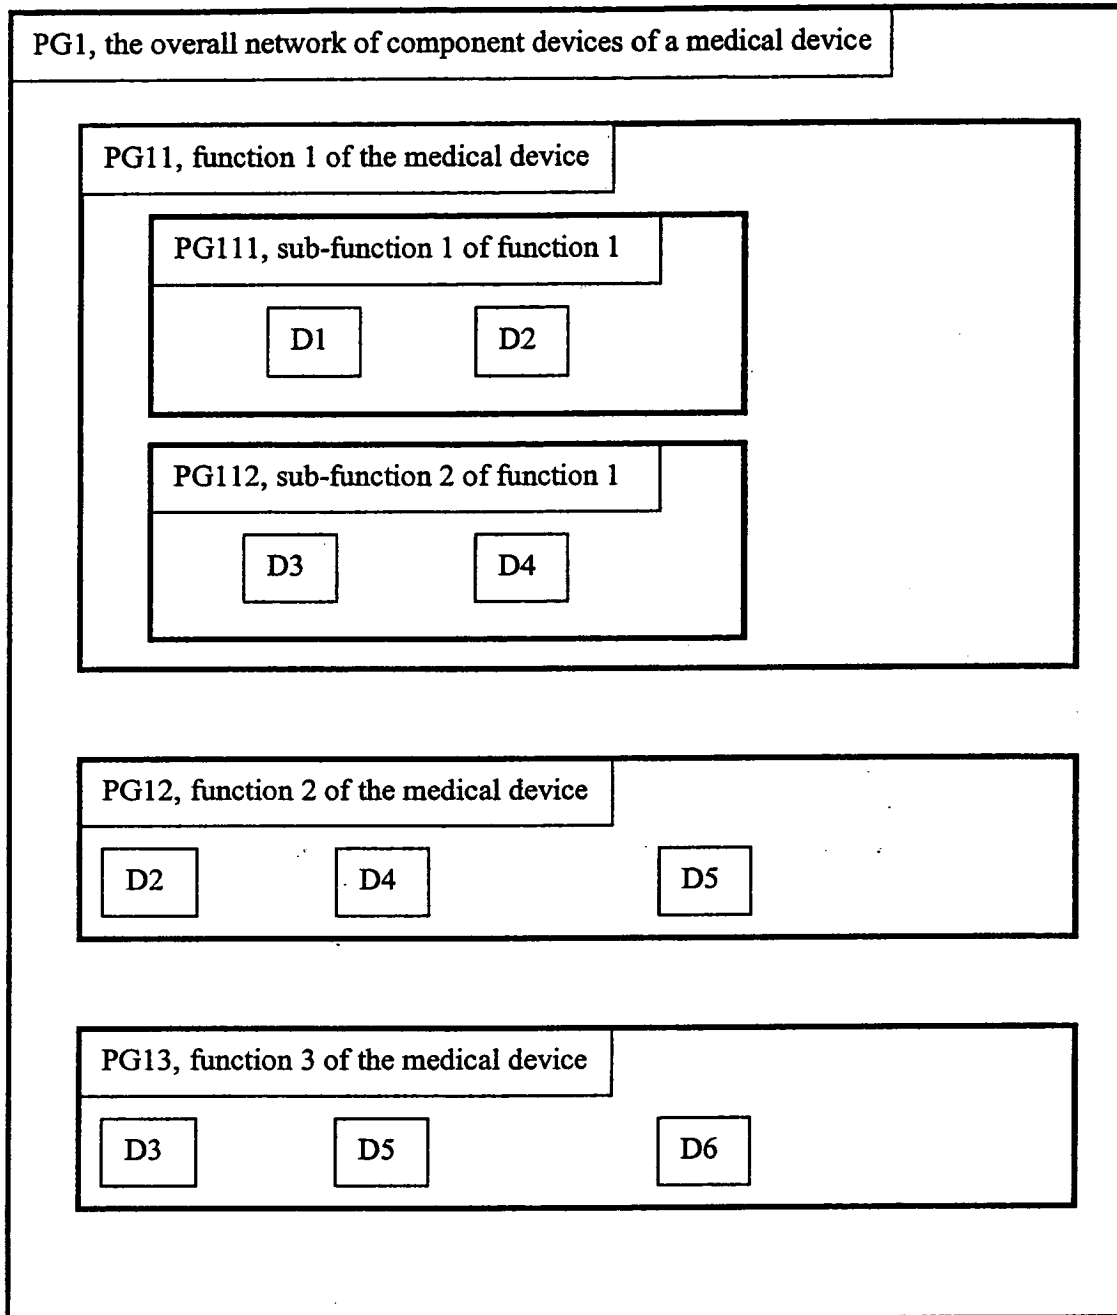 PG1, the overall network of component devices of a medical device
PG11, function 1 of the medical device
PG111, sub-function 1 of function 1
D1 D2
PG112, sub-function 2 of function 1
D3 D4
PG12, function 2 of the medical device
D2 D4 D5
PG13, function 3 of the medical device
D3 D5 D6